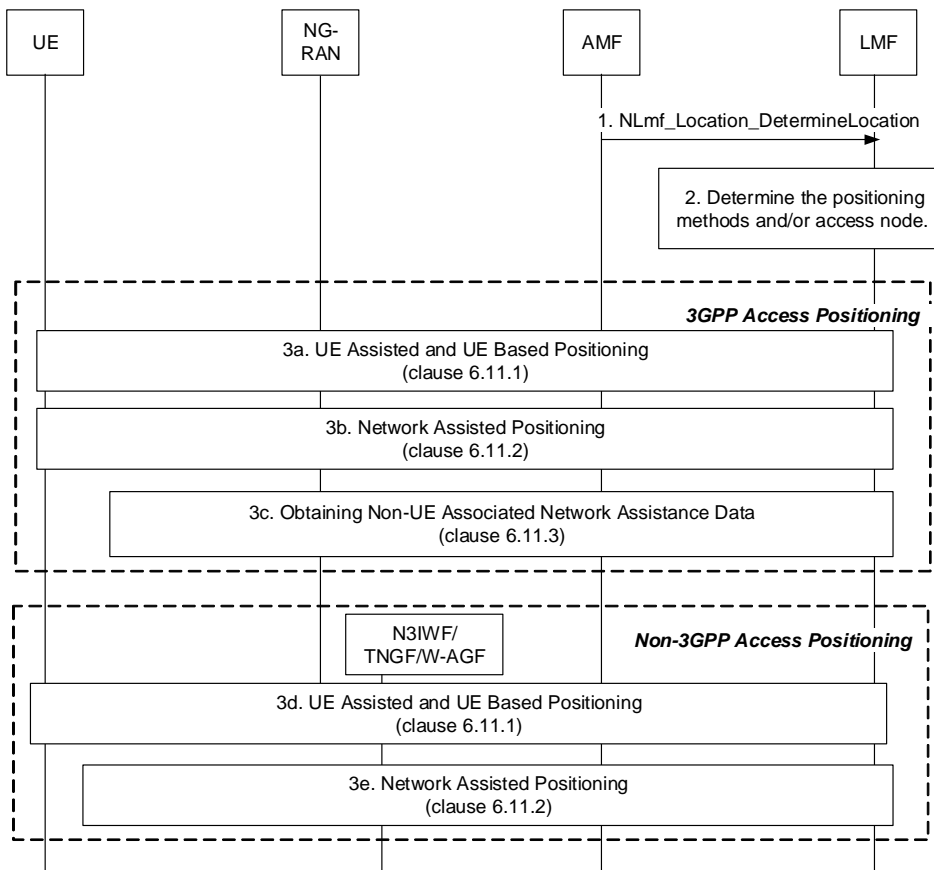 UE
NG-
RAN
AMF
LMF
1. NLmf_Location_DetermineLocation
2. Determine the positioning
methods and/or access node.
3GPP Access Positioning
3a. UE Assisted and UE Based Positioning
(clause 6.11.1)
3b. Network Assisted Positioning
(clause 6.11.2)
3c. Obtaining Non-UE Associated Network Assistance Data
(clause 6.11.3)
N3IWF/
TNGF/W-AGF
Non-3GPP Access Positioning
3d. UE Assisted and UE Based Positioning
(clause 6.11.1)
3e. Network Assisted Positioning
(clause 6.11.2)